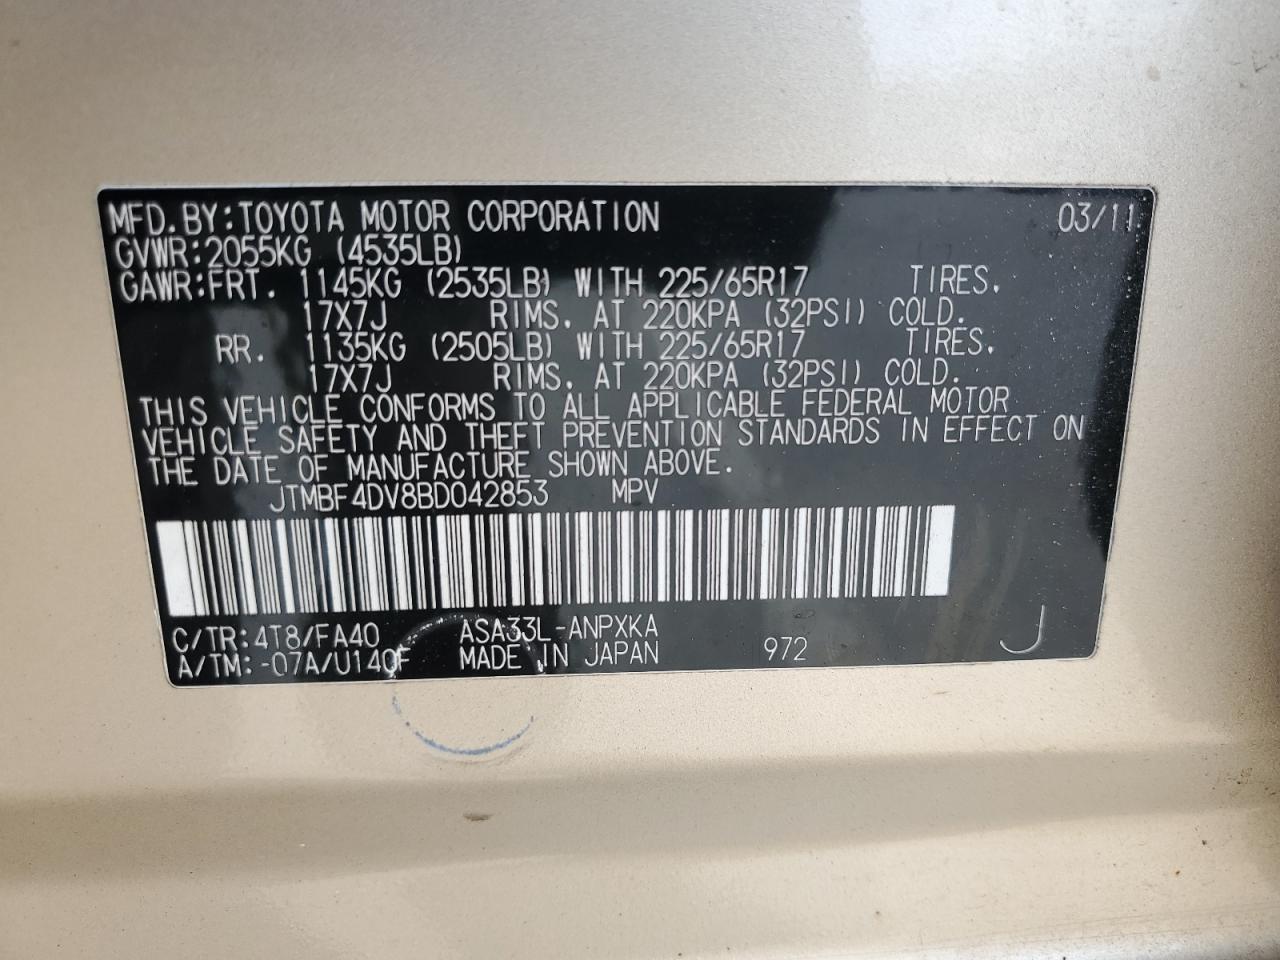 MFD.BY:TOYOTA MOTOR CORPORATION 03/11
GVWR:2055KG (4535LB)
GAWR:FRT. 1145KG (2535LB) WITH 225/65R17 TIRES.
17X7J RIMS, AT 220KPA (32PSI) COLD.
RR. 1135KG (2505LB) WITH 225/65R17 TIRES.
17X7J RIMS, AT 220KPA (32PSI) COLD.
THIS VEHICLE CONFORMS TO ALL APPLICABLE FEDERAL MOTOR
VEHICLE SAFETY AND THEFT PREVENTION STANDARDS IN EFFECT ON
THE DATE OF MANUFACTURE SHOWN ABOVE.
JTMBF4DV8BD042853 MPV
C/TR:4T8/FA40 ASA33L-ANPXKA
A/TM:-07A/U140F MADE IN JAPAN 972 J